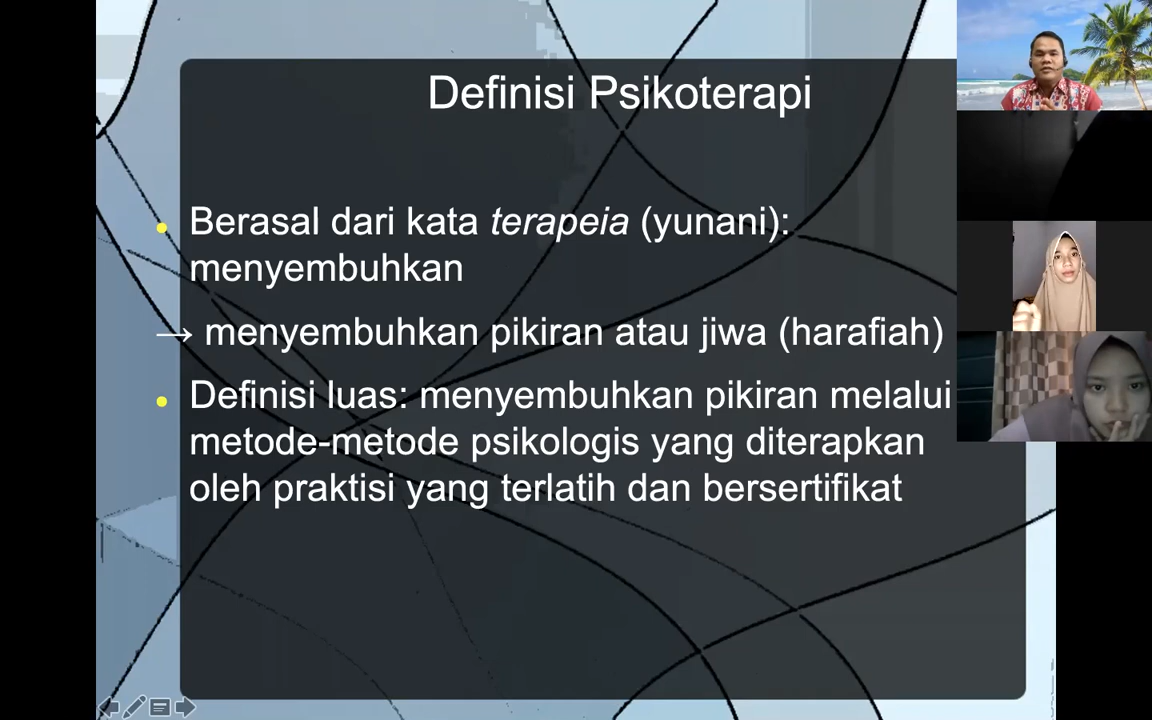 Definisi Psikoterapi
Berasal dari kata terapeia (yunani):
menyembuhkan
→ menyembuhkan pikiran atau jiwa (harafiah)
Definisi luas: menyembuhkan pikiran melalui
metode-metode psikologis yang diterapkan
oleh praktisi yang terlatih dan bersertifikat